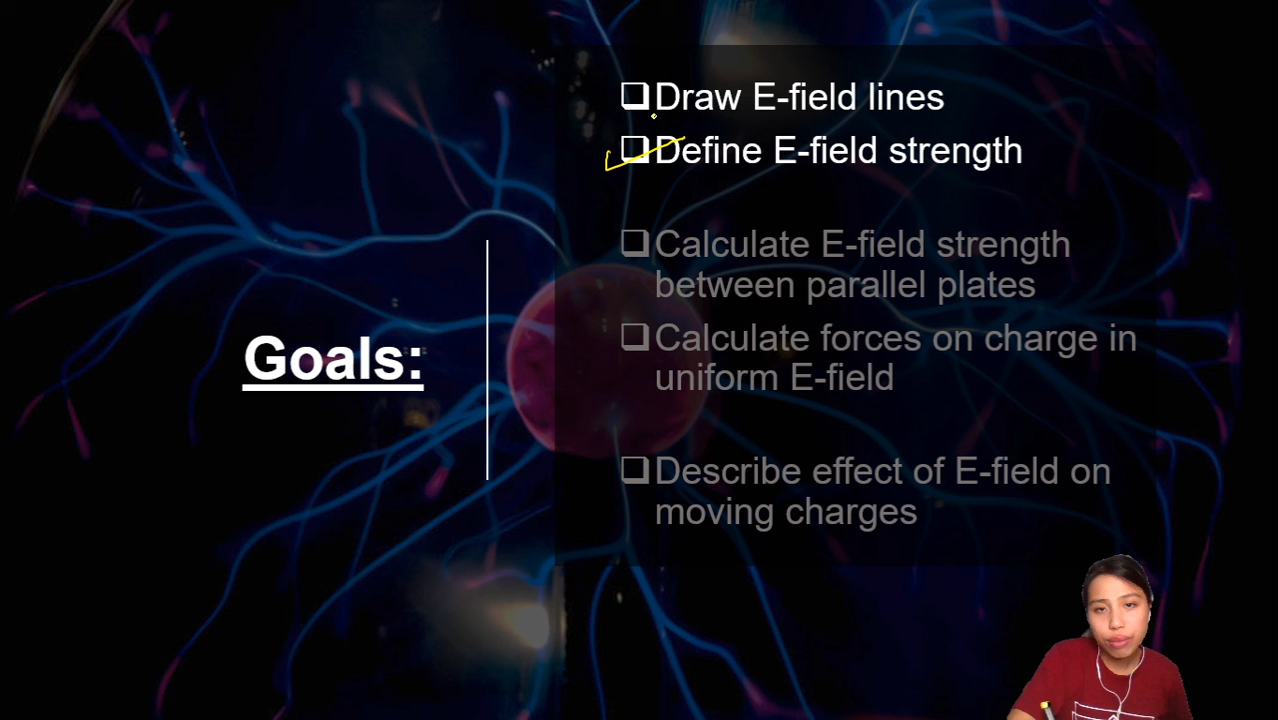 Goals:
❑Draw E-field lines
❑Define E-field strength
❑Calculate E-field strength
between parallel plates
❑Calculate forces on charge in
uniform E-field
❑Describe effect of E-field on
moving charges